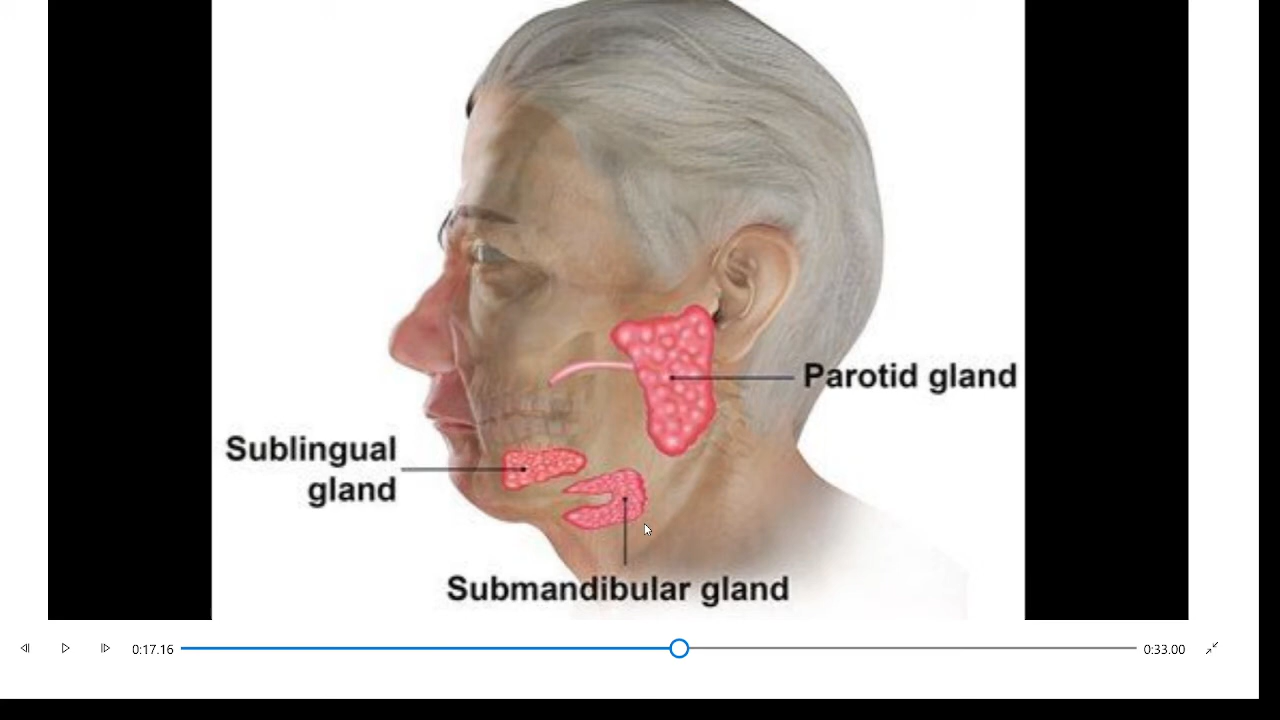 Parotid gland
Sublingual
gland
Submandibular gland
0:17.16
0:33.00